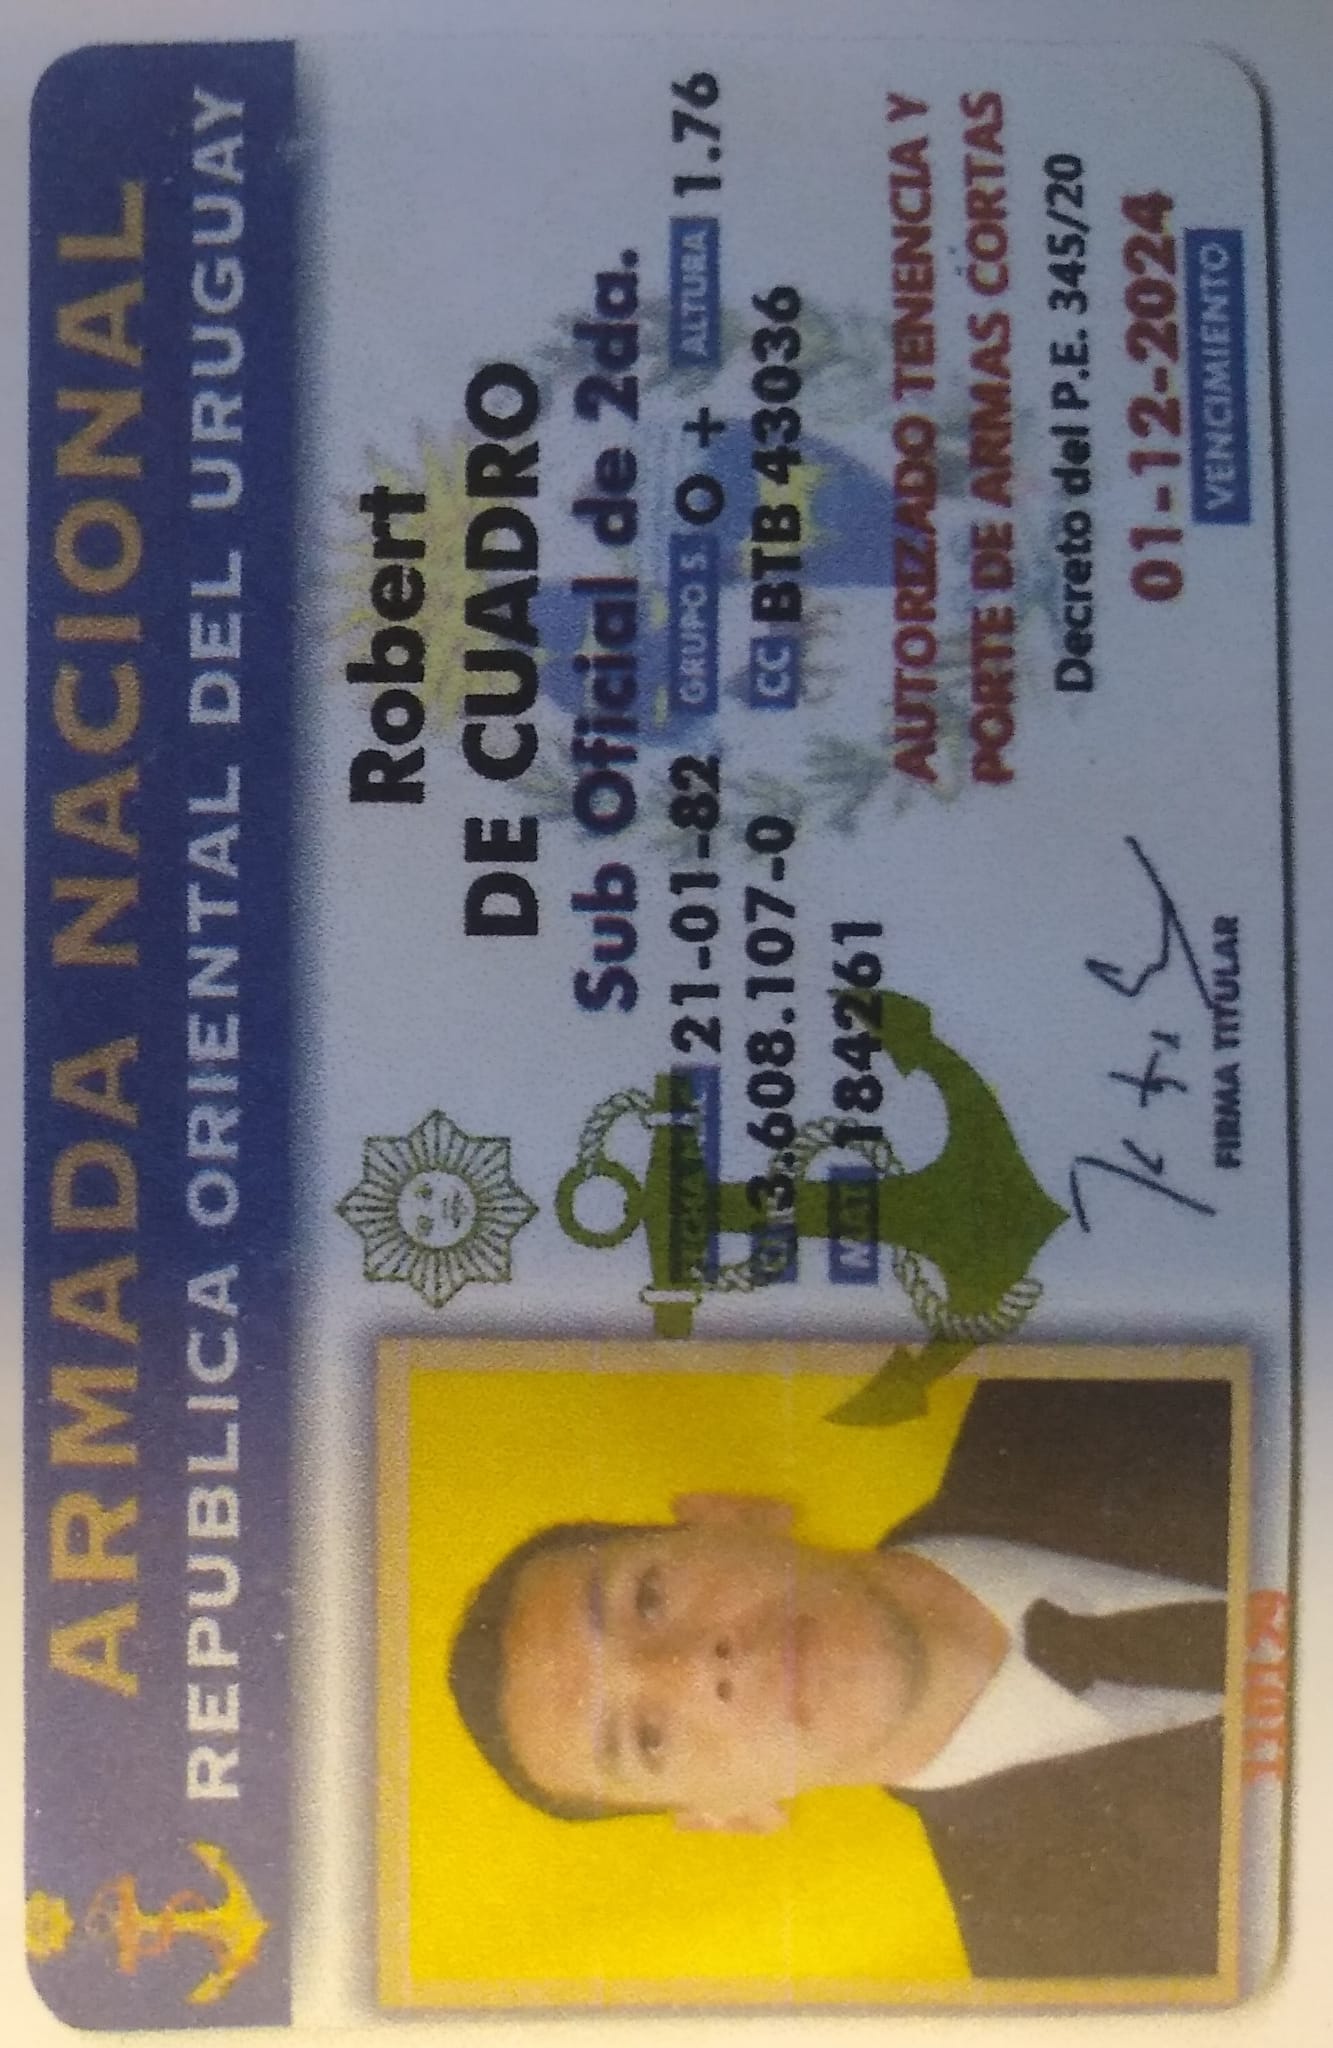 ARMADA NACIONAL
REPUBLICA ORIENTAL DEL URUGUAY
Robert
DE CUADRO
Sub Oficial de 2da.
FECHA NAC 21-01-82 GRUPO S. O + ALTURA 1.76
CI 3.608.107-0 CC BTB 43036
MAT 184261
AUTORIZADO TENENCIA Y
PORTE DE ARMAS CORTAS
Decreto del P.E. 345/20
01-12-2024
VENCIMIENTO
FIRMA TITULAR
110129